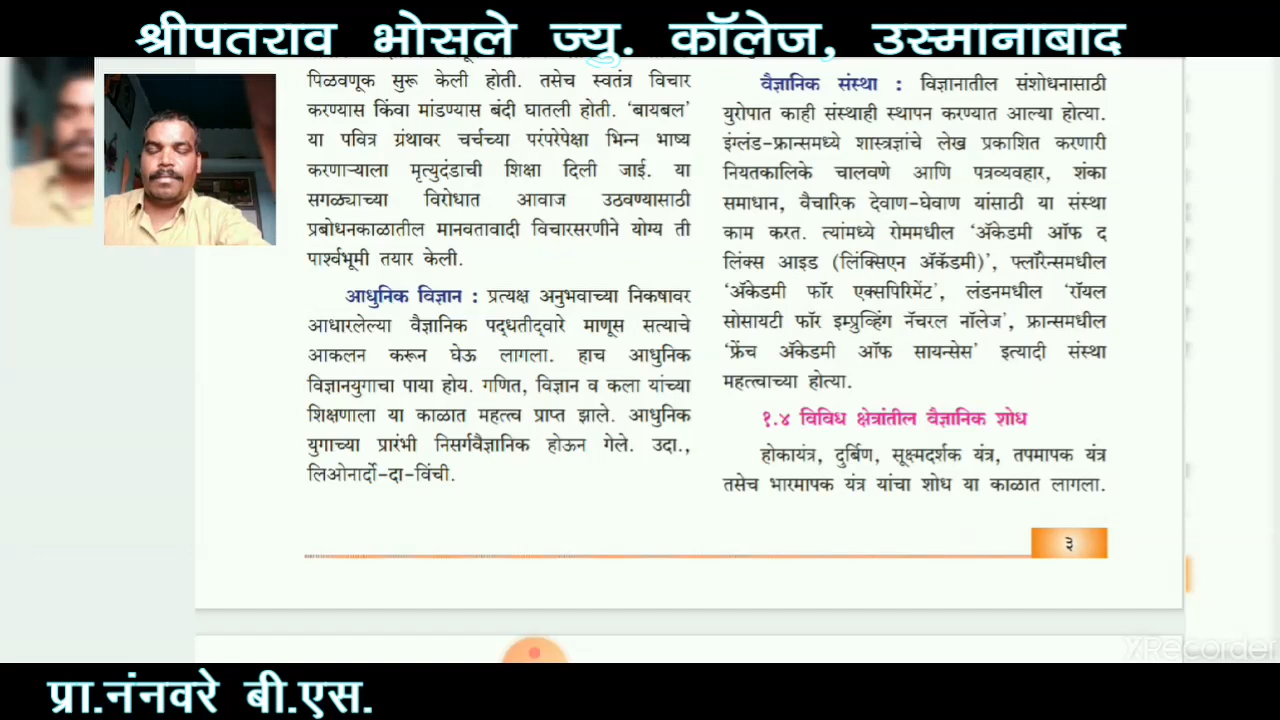 श्रीपतराव भोसले ज्यु. कॉलेज, उस्मानाबाद
पिळवणूक सुरू केली होती. तसेच स्वतंत्र विचार
करण्यास किंवा मांडण्यास बंदी घातली होती. ‘बायबल’
या पवित्र ग्रंथावर चर्चच्या परंपरेपेक्षा भिन्न भाष्य
करणाऱ्याला मृत्युदंडाची शिक्षा दिली जाई. या
सगळ्याच्या विरोधात आवाज उठवण्यासाठी
प्रबोधनकाळातील मानवतावादी विचारसरणीने योग्य ती
पार्श्वभूमी तयार केली.
आधुनिक विज्ञान : प्रत्यक्ष अनुभवाच्या निकषावर
आधारलेल्या वैज्ञानिक पद्धतीद्वारे माणूस सत्याचे
आकलन करून घेऊ लागला. हाच आधुनिक
विज्ञानयुगाचा पाया होय. गणित, विज्ञान व कला यांच्या
शिक्षणाला या काळात महत्त्व प्राप्त झाले. आधुनिक
युगाच्या प्रारंभी निसर्गवैज्ञानिक होऊन गेले. उदा.,
लिओनार्दो-दा-विंची.
वैज्ञानिक संस्था : विज्ञानातील संशोधनासाठी
युरोपात काही संस्थाही स्थापन करण्यात आल्या होत्या.
इंग्लंड-फ्रान्समध्ये शास्त्रज्ञांचे लेख प्रकाशित करणारी
नियतकालिके चालवणे आणि पत्रव्यवहार, शंका
समाधान, वैचारिक देवाण-घेवाण यांसाठी या संस्था
काम करत. त्यांमध्ये रोममधील ‘ॲकेडमी ऑफ द
लिंक्स आइड (लिंक्सिएन ॲकॅडमी)’, फ्लॉरेन्समधील
‘ॲकेडमी फॉर एक्सपिरिमेंट’, लंडनमधील ‘रॉयल
सोसायटी फॉर इम्प्रुव्हिंग नॅचरल नॉलेज’, फ्रान्समधील
‘फ्रेंच ॲकेडमी ऑफ सायन्सेस’ इत्यादी संस्था
महत्त्वाच्या होत्या.
१.४ विविध क्षेत्रांतील वैज्ञानिक शोध
होकायंत्र, दुर्बिण, सूक्ष्मदर्शक यंत्र, तपमापक यंत्र
तसेच भारमापक यंत्र यांचा शोध या काळात लागला.
३
XRecorder
प्रा.नंनवरे बी.एस.